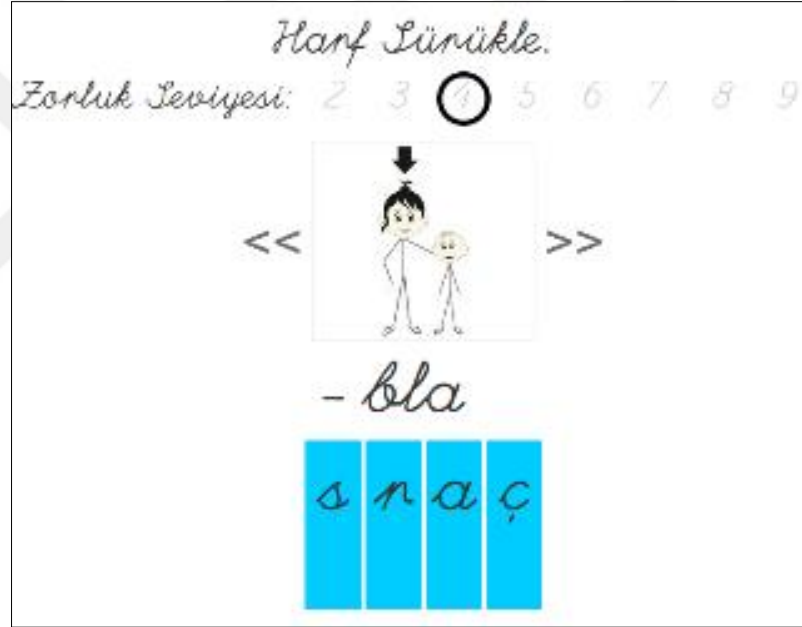 Harf Sürükle.
Zorluk Seviyesi: 2 3 4 5 6 7 8 9
<< >>
- bla
s r a ç